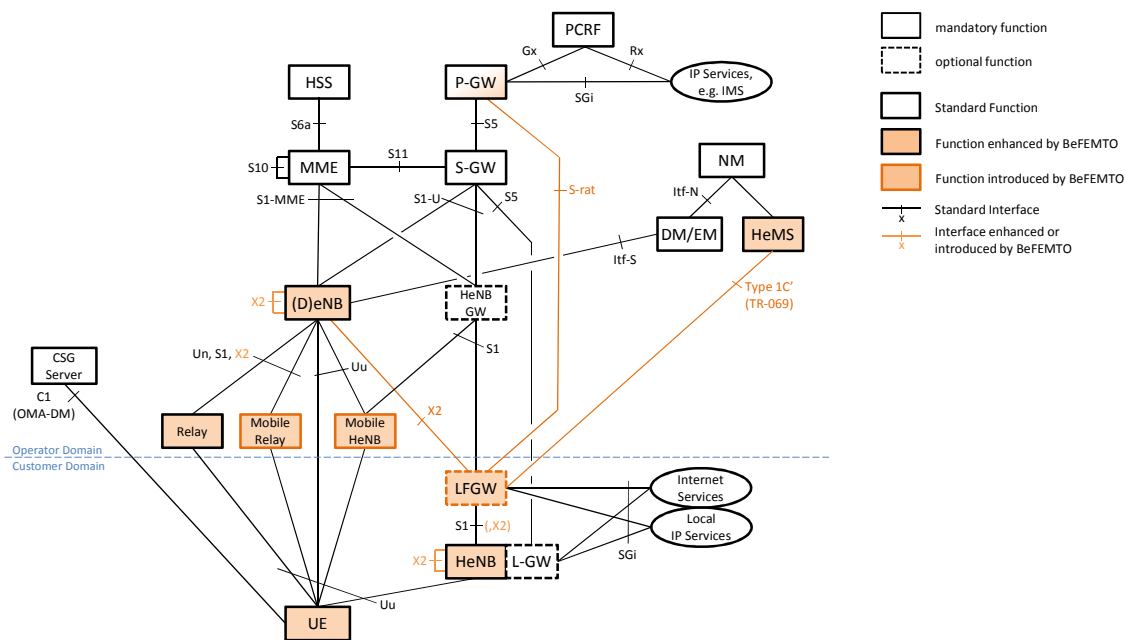 PCRF
mandatory function
Gx
Rx
optional function
HSS
P-GW
IP Services,
e.g. IMS
SGi
Standard Function
S6a
S5
Function enhanced by BeFEMTO
S10
MME
S11
S-GW
NM
Function introduced by BeFEMTO
S-rat
Itf-N
S1-MME
S1-U
S5
x
Standard Interface
DM/EM
HeMS
x
Interface enhanced or
introduced by BeFEMTO
Itf-S
X2
(D)eNB
HeNB
GW
Type 1C’
(TR-069)
S1
Un, S1, X2
Uu
CSG
Server
C1
(OMA-DM)
X2
Relay
Mobile
Relay
Mobile
HeNB
Operator Domain
Customer Domain
LFGW
Internet
Services
S1
(,X2)
Local
IP Services
SGi
X2
HeNB
L-GW
Uu
UE